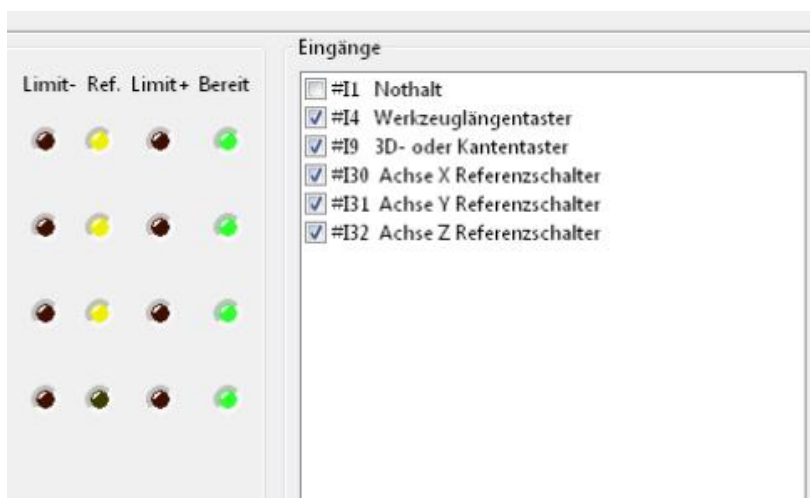 Eingänge
Limit- Ref. Limit+ Bereit
#I1 Nothalt
#I4 Werkzeuglängentaster
#I9 3D- oder Kantentaster
#I30 Achse X Referenzschalter
#I31 Achse Y Referenzschalter
#I32 Achse Z Referenzschalter